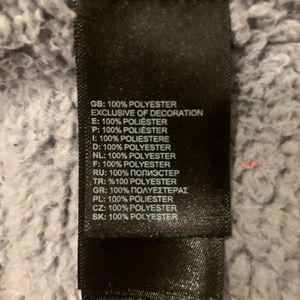 GB: 100% POLYESTER
EXCLUSIVE OF DECORATION
E: 100% POLIÉSTER
P: 100% POLIÉSTER
I: 100% POLIESTERE
D: 100% POLYESTER
NL: 100% POLYESTER
F: 100% POLYESTER
RU: 100% ПОЛИЭСТЕР
TR: %100 POLYESTER
GR: 100% ΠΟΛΥΕΣΤΕΡΑΣ
PL: 100% POLIESTER
CZ: 100% POLYESTER
SK: 100% POLYESTER